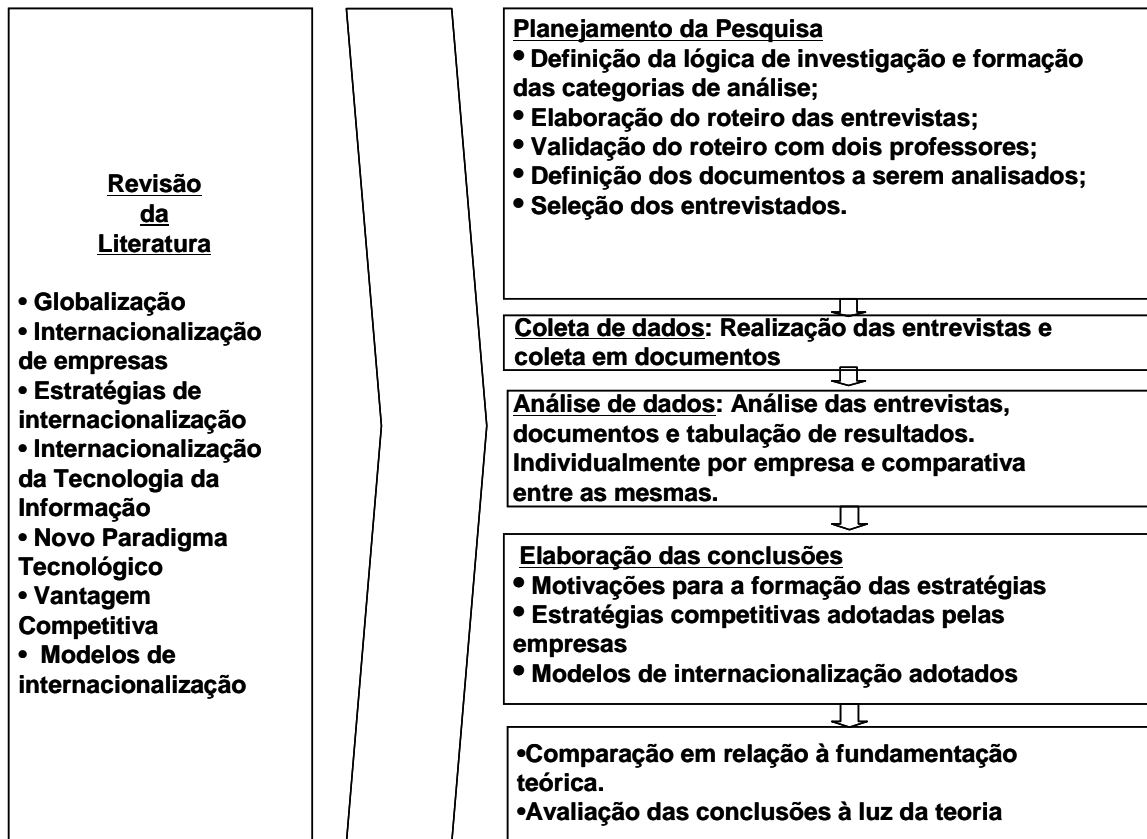 Revisão
da
Literatura
• Globalização
• Internacionalização
de empresas
• Estratégias de
internacionalização
• Internacionalização
da Tecnologia da
Informação
• Novo Paradigma
Tecnológico
• Vantagem
Competitiva
• Modelos de
internacionalização
Planejamento da Pesquisa
• Definição da lógica de investigação e formação
das categorias de análise;
• Elaboração do roteiro das entrevistas;
• Validação do roteiro com dois professores;
• Definição dos documentos a serem analisados;
• Seleção dos entrevistados.
Coleta de dados: Realização das entrevistas e
coleta em documentos
Análise de dados: Análise das entrevistas,
documentos e tabulação de resultados.
Individualmente por empresa e comparativa
entre as mesmas.
Elaboração das conclusões
• Motivações para a formação das estratégias
• Estratégias competitivas adotadas pelas
empresas
• Modelos de internacionalização adotados
•Comparação em relação à fundamentação
teórica.
•Avaliação das conclusões à luz da teoria